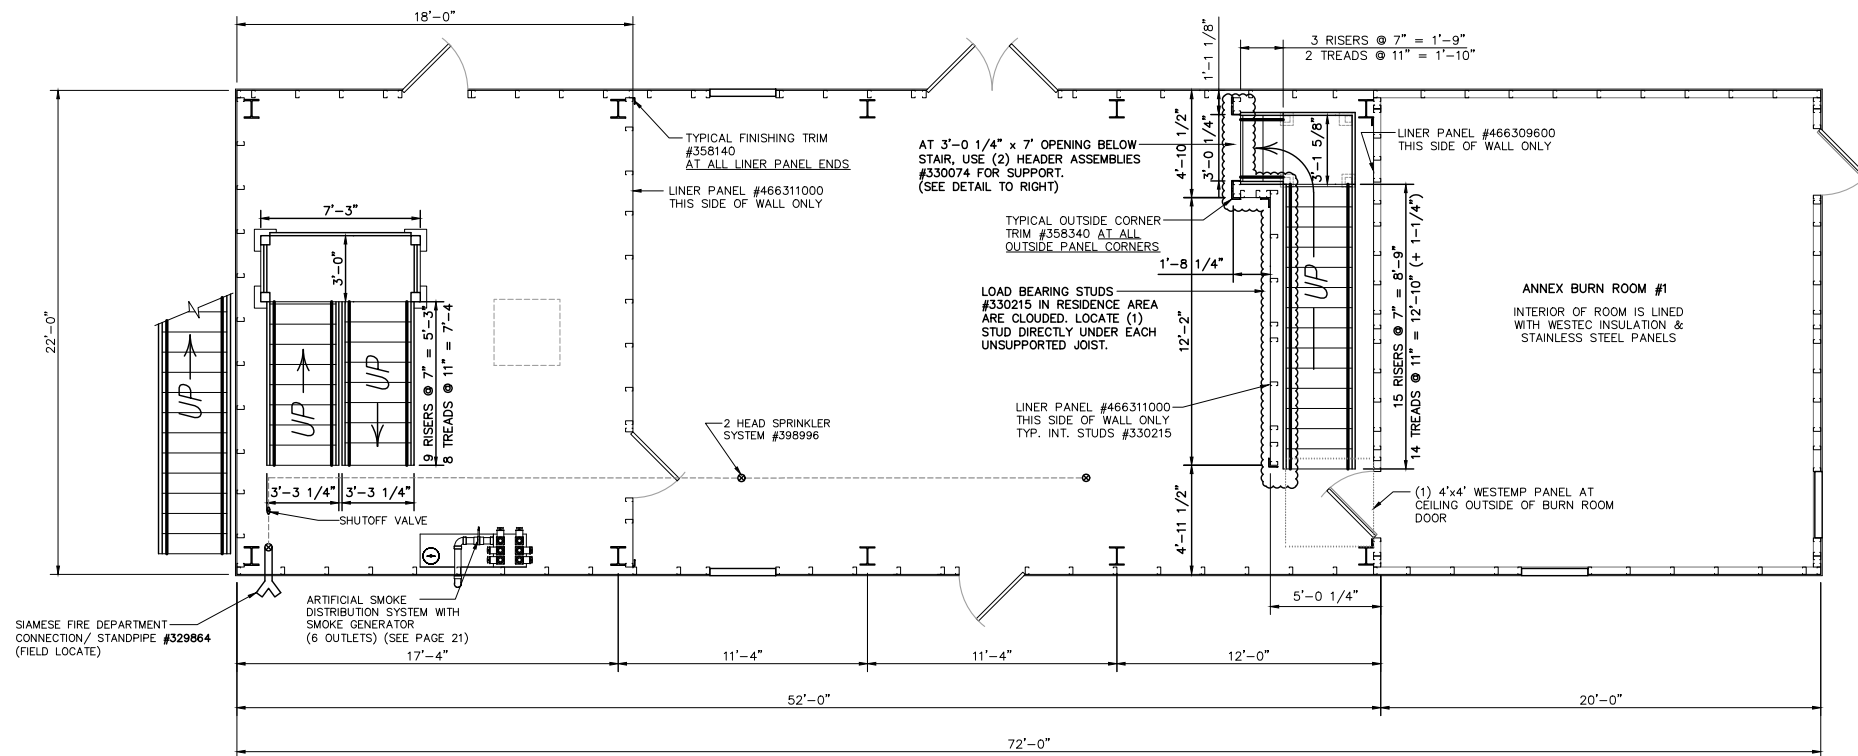 18'-0"
1'-1 1/8"
3 RISERS @ 7" = 1'-9"
2 TREADS @ 11" = 1'-10"
TYPICAL FINISHING TRIM
#358140
AT ALL LINER PANEL ENDS
LINER PANEL #466311000
THIS SIDE OF WALL ONLY
AT 3'-0 1/4" x 7' OPENING BELOW
STAIR, USE (2) HEADER ASSEMBLIES
#330074 FOR SUPPORT.
(SEE DETAIL TO RIGHT)
4'-10 1/2"
3'-0 1/4"
3'-1 5/8"
LINER PANEL #466309600
THIS SIDE OF WALL ONLY
TYPICAL OUTSIDE CORNER
TRIM #358340 AT ALL
OUTSIDE PANEL CORNERS
1'-8 1/4"
7'-3"
3'-0"
22'-0"
UP
UP
UP
9 RISERS @ 7" = 5'-3"
8 TREADS @ 11" = 7'-4
LOAD BEARING STUDS
#330215 IN RESIDENCE AREA
ARE CLOUDED. LOCATE (1)
STUD DIRECTLY UNDER EACH
UNSUPPORTED JOIST.
12'-2"
UP
15 RISERS @ 7" = 8'-9"
14 TREADS @ 11" = 12'-10" (+ 1-1/4")
ANNEX BURN ROOM #1
INTERIOR OF ROOM IS LINED
WITH WESTEC INSULATION &
STAINLESS STEEL PANELS
2 HEAD SPRINKLER
SYSTEM #398996
LINER PANEL #466311000
THIS SIDE OF WALL ONLY
TYP. INT. STUDS #330215
3'-3 1/4"
3'-3 1/4"
SHUTOFF VALVE
4'-11 1/2"
(1) 4'x4' WESTEMP PANEL AT
CEILING OUTSIDE OF BURN ROOM
DOOR
SIAMESE FIRE DEPARTMENT
CONNECTION/ STANDPIPE #329864
(FIELD LOCATE)
ARTIFICIAL SMOKE
DISTRIBUTION SYSTEM WITH
SMOKE GENERATOR
(6 OUTLETS) (SEE PAGE 21)
5'-0 1/4"
17'-4"
11'-4"
11'-4"
12'-0"
52'-0"
20'-0"
72'-0"